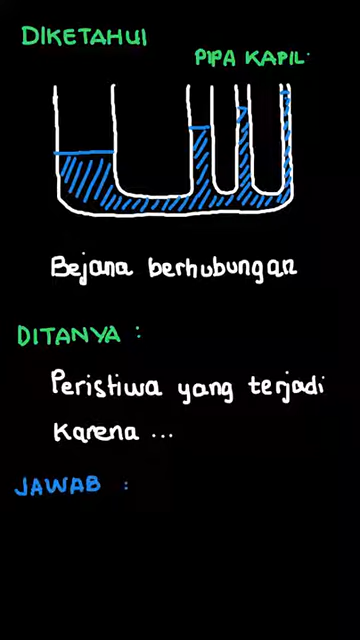 DIKETAHUI
PIPA KAPIL.
Bejana berhubungan
DITANYA :
Peristiwa yang terjadi
Karena ...
JAWAB :